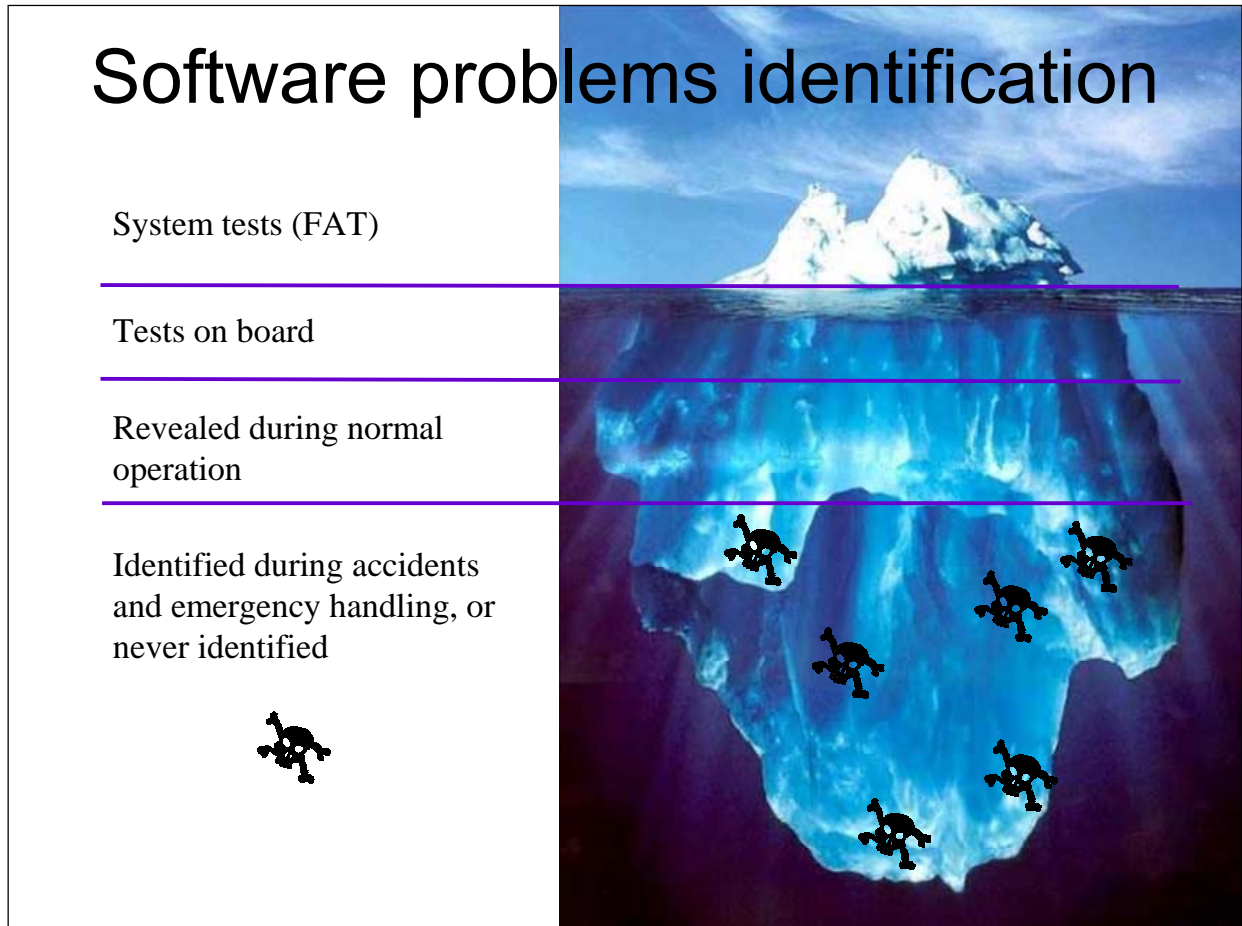 Software problems identification
System tests (FAT)
Tests on board
Revealed during normal
operation
Identified during accidents
and emergency handling, or
never identified